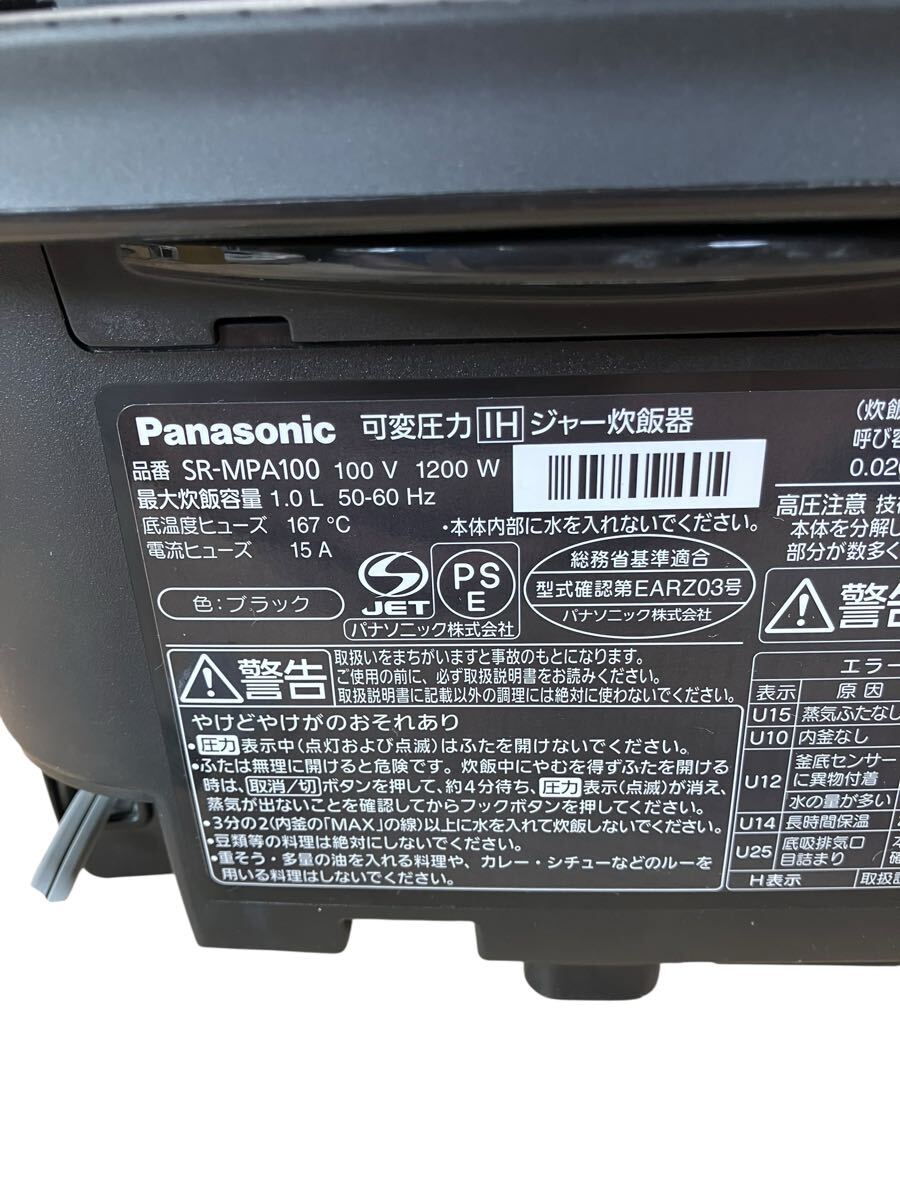 Panasonic 可変圧力 IH ジャー炊飯器
品番 SR-MPA100 100 V 1200 W
最大炊飯容量 1.0 L 50-60 Hz
底温度ヒューズ 167 ℃
電流ヒューズ 15 A
・本体内部に水を入れないでください。
色:ブラック
S JET
PS E
パナソニック株式会社
総務省基準適合
型式確認第EARZ03号
パナソニック株式会社
警告
取扱いをまちがいますと事故のもとになります。
ご使用の前に、必ず取扱説明書をお読みください。
取扱説明書に記載以外の調理には絶対に使わないでください。
やけどやけがのおそれあり
・圧力表示中(点灯および点滅)はふたを開けないでください。
・ふたは無理に開けると危険です。炊飯中にやむを得ずふたを開ける
時は、取消/切ボタンを押して、約4分待ち、圧力表示(点滅)が消え、
蒸気が出ないことを確認してからフックボタンを押してください。
・3分の2(内釜の「MAX」の線)以上に水を入れて炊飯しないでください。
・豆類等の料理は絶対にしないでください。
・重そう・多量の油を入れる料理や、カレー・シチューなどのルーを
用いる料理はしないでください。
(炊飯
呼び容
0.02
高圧注意 技
本体を分解し
部分が数多く
警告
エラー
表示 原因
U15 蒸気ふたなし
U10 内釜なし
U12 釜底センサー
に異物付着
水の量が多い
U14 長時間保温
U25 底吸排気口
目詰まり
H表示 取扱説